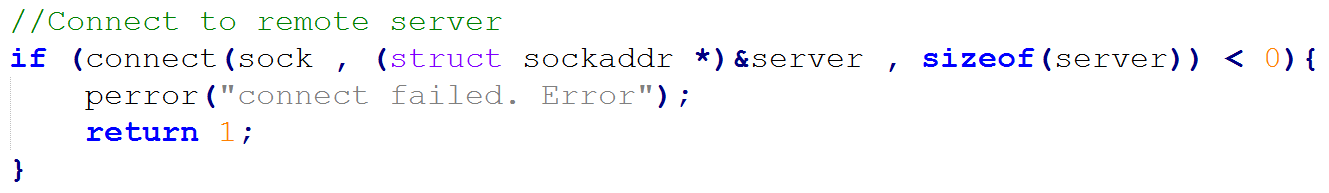 //Connect to remote server
if (connect(sock , (struct sockaddr *)&server , sizeof(server)) < 0){
    perror("connect failed. Error");
    return 1;
}